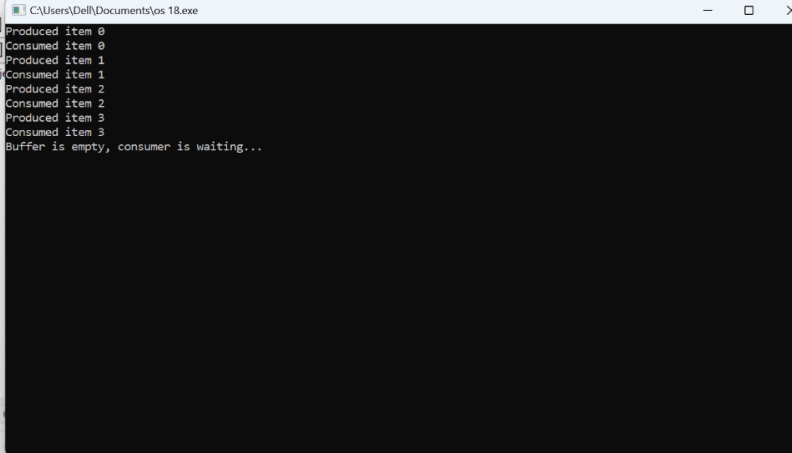 C:\Users\Dell\Documents\os 18.exe
Produced item 0
Consumed item 0
Produced item 1
Consumed item 1
Produced item 2
Consumed item 2
Produced item 3
Consumed item 3
Buffer is empty, consumer is waiting...